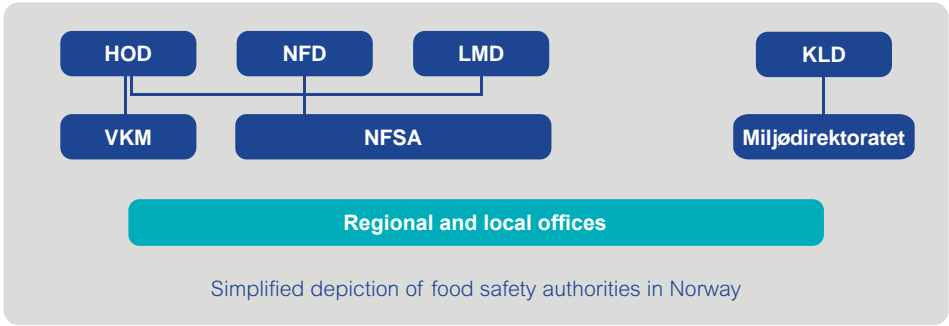 HOD
NFD
LMD
KLD
VKM
NFSA
Miljødirektoratet
Regional and local offices
Simplified depiction of food safety authorities in Norway